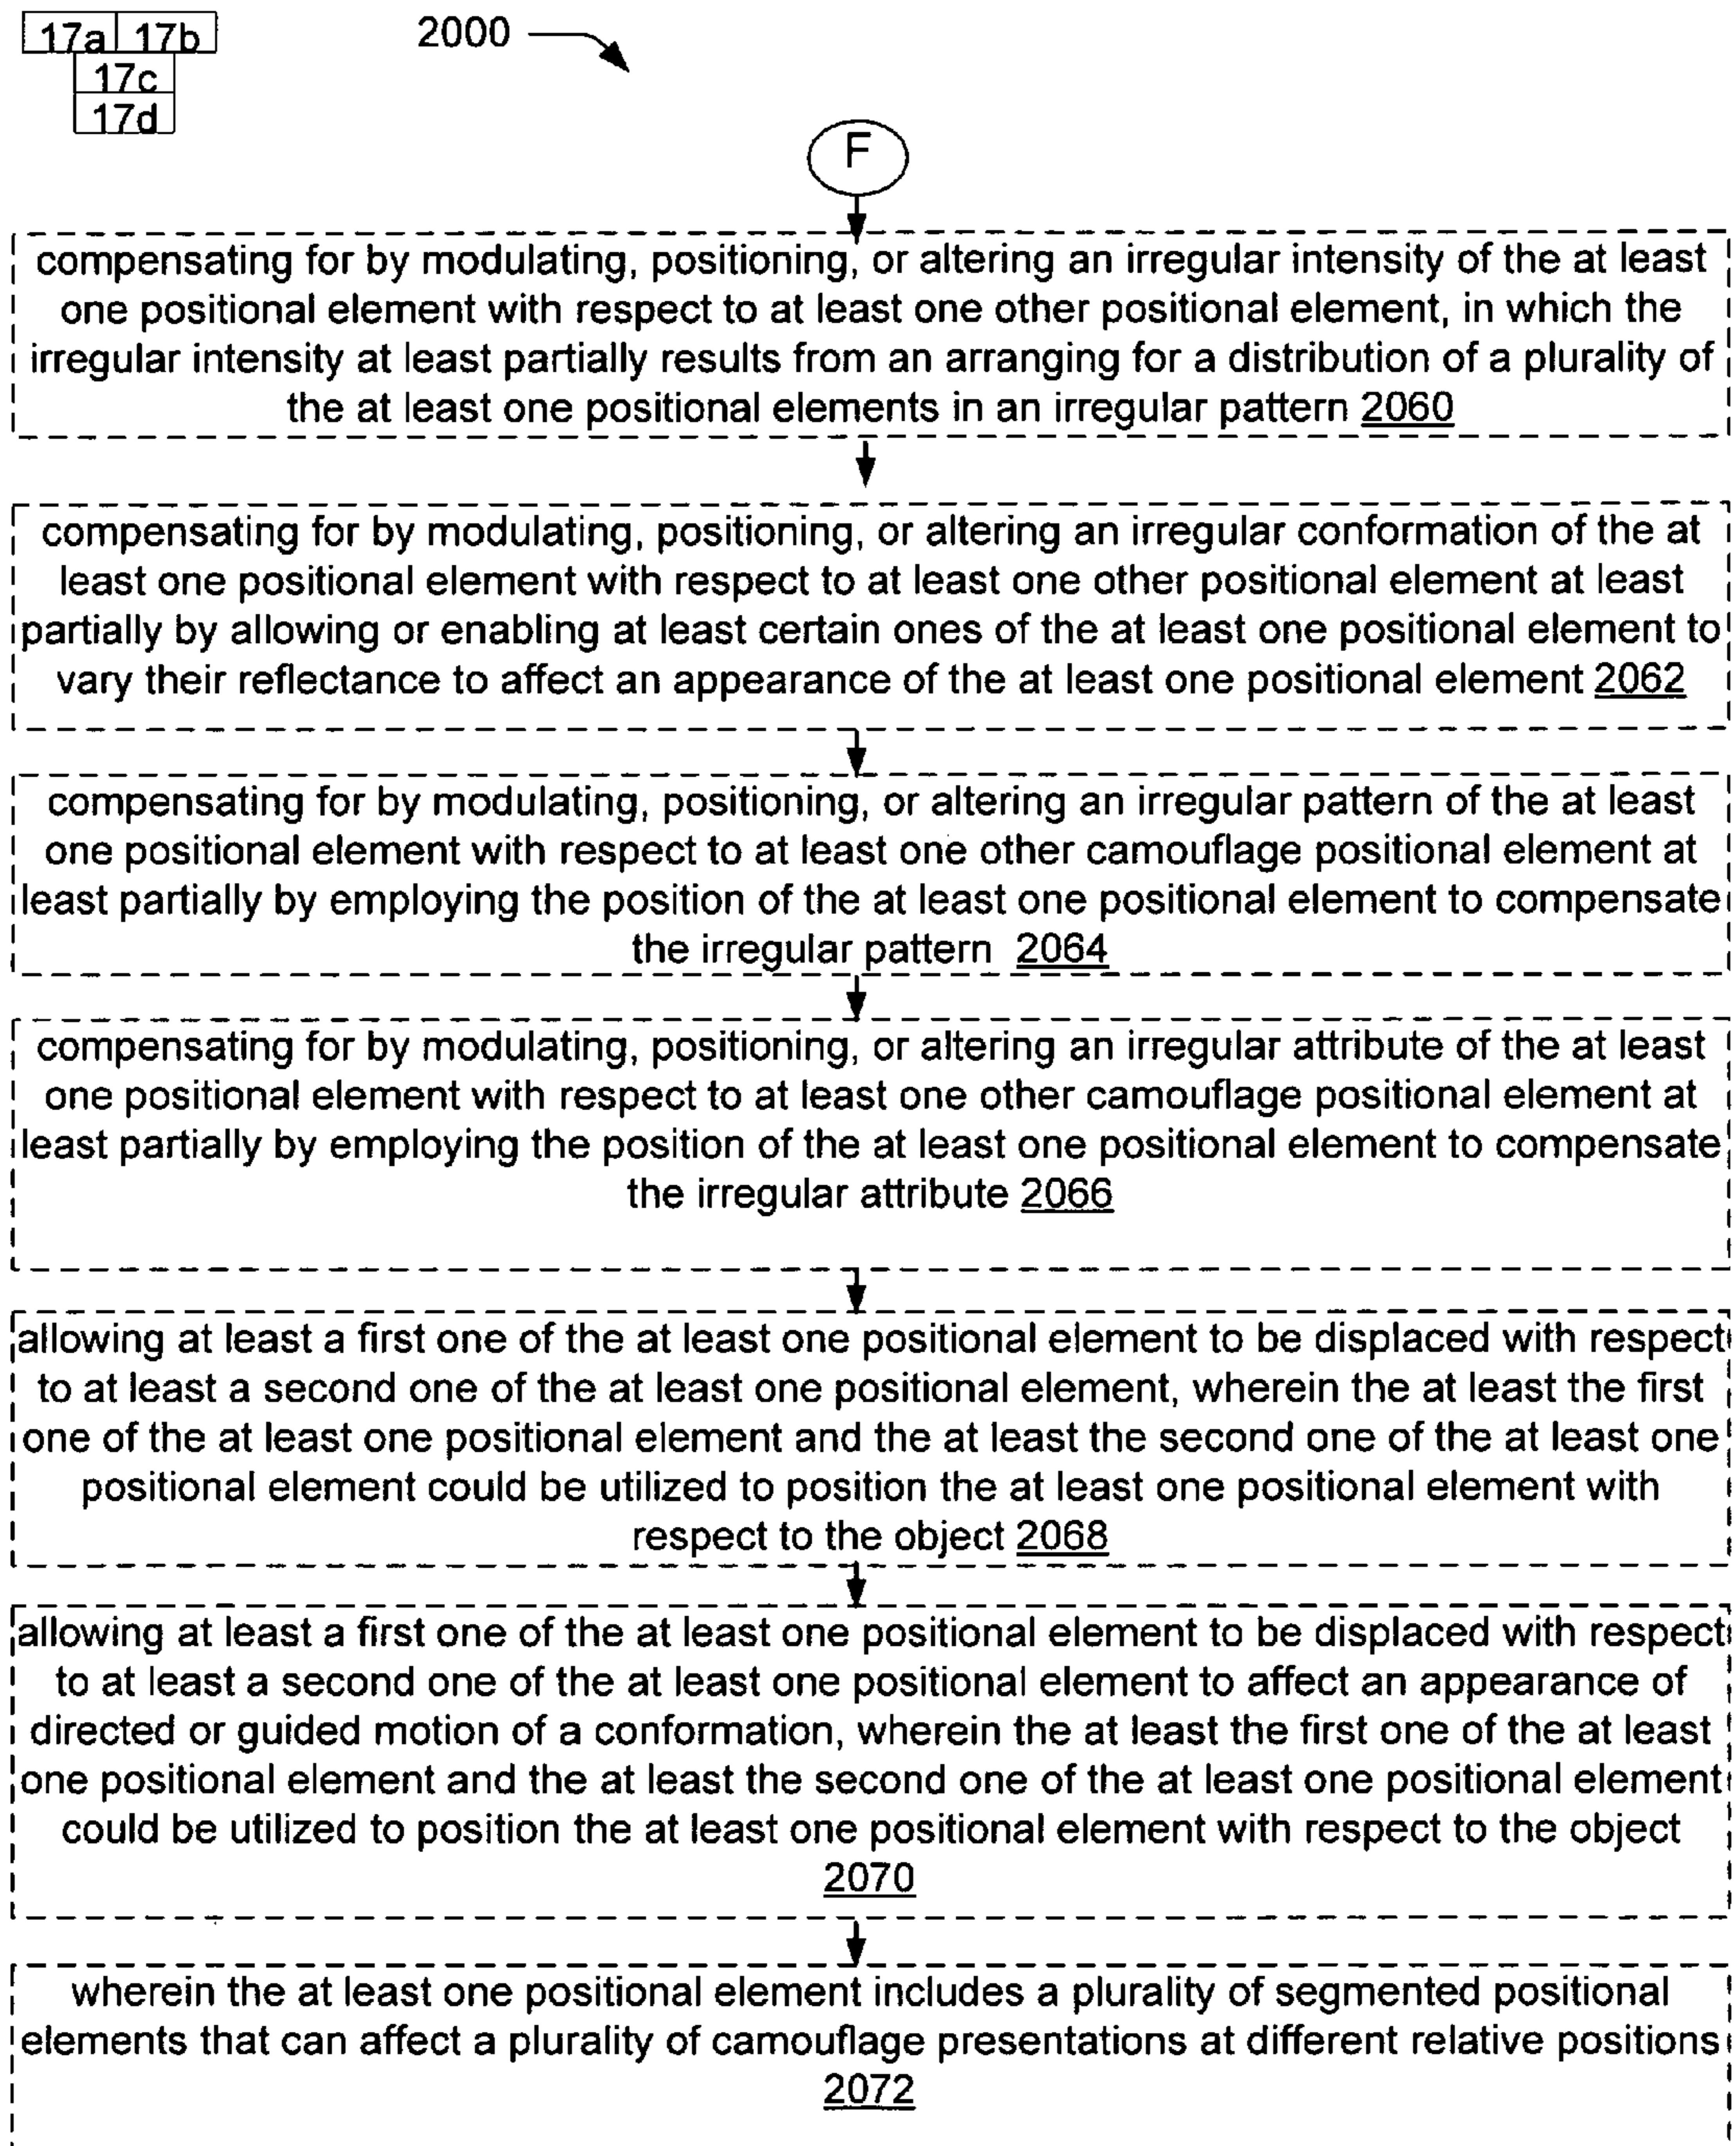 17a 17b 2000
17c
17d
F
compensating for by modulating, positioning, or altering an irregular intensity of the at least
one positional element with respect to at least one other positional element, in which the
irregular intensity at least partially results from an arranging for a distribution of a plurality of
the at least one positional elements in an irregular pattern 2060
compensating for by modulating, positioning, or altering an irregular conformation of the at
least one positional element with respect to at least one other positional element at least
partially by allowing or enabling at least certain ones of the at least one positional element to
vary their reflectance to affect an appearance of the at least one positional element 2062
compensating for by modulating, positioning, or altering an irregular pattern of the at least
one positional element with respect to at least one other camouflage positional element at
least partially by employing the position of the at least one positional element to compensate
the irregular pattern 2064
compensating for by modulating, positioning, or altering an irregular attribute of the at least
one positional element with respect to at least one other camouflage positional element at
least partially by employing the position of the at least one positional element to compensate
the irregular attribute 2066
allowing at least a first one of the at least one positional element to be displaced with respect
to at least a second one of the at least one positional element, wherein the at least the first
one of the at least one positional element and the at least the second one of the at least one
positional element could be utilized to position the at least one positional element with
respect to the object 2068
allowing at least a first one of the at least one positional element to be displaced with respect
to at least a second one of the at least one positional element to affect an appearance of
directed or guided motion of a conformation, wherein the at least the first one of the at least
one positional element and the at least the second one of the at least one positional element
could be utilized to position the at least one positional element with respect to the object
2070
wherein the at least one positional element includes a plurality of segmented positional
elements that can affect a plurality of camouflage presentations at different relative positions
2072